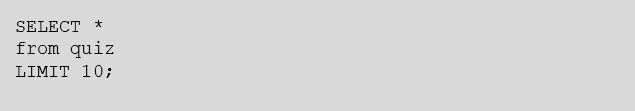 SELECT *
from quiz
LIMIT 10;